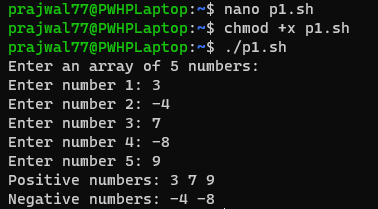 prajwal77@PWHPLaptop:~$ nano p1.sh
prajwal77@PWHPLaptop:~$ chmod +x p1.sh
prajwal77@PWHPLaptop:~$ ./p1.sh
Enter an array of 5 numbers:
Enter number 1: 3
Enter number 2: -4
Enter number 3: 7
Enter number 4: -8
Enter number 5: 9
Positive numbers: 3 7 9
Negative numbers: -4 -8